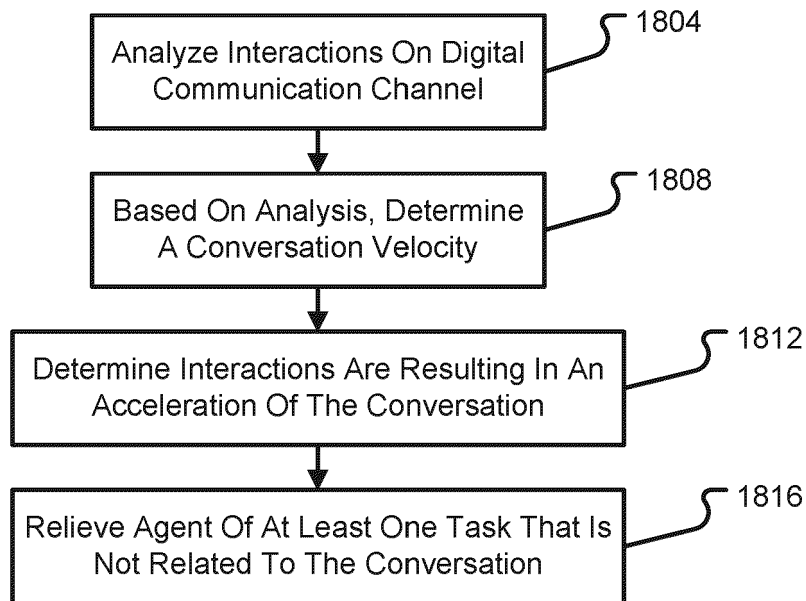 Analyze Interactions On Digital
Communication Channel
1804
Based On Analysis, Determine
A Conversation Velocity
1808
Determine Interactions Are Resulting In An
Acceleration Of The Conversation
1812
Relieve Agent Of At Least One Task That Is
Not Related To The Conversation
1816